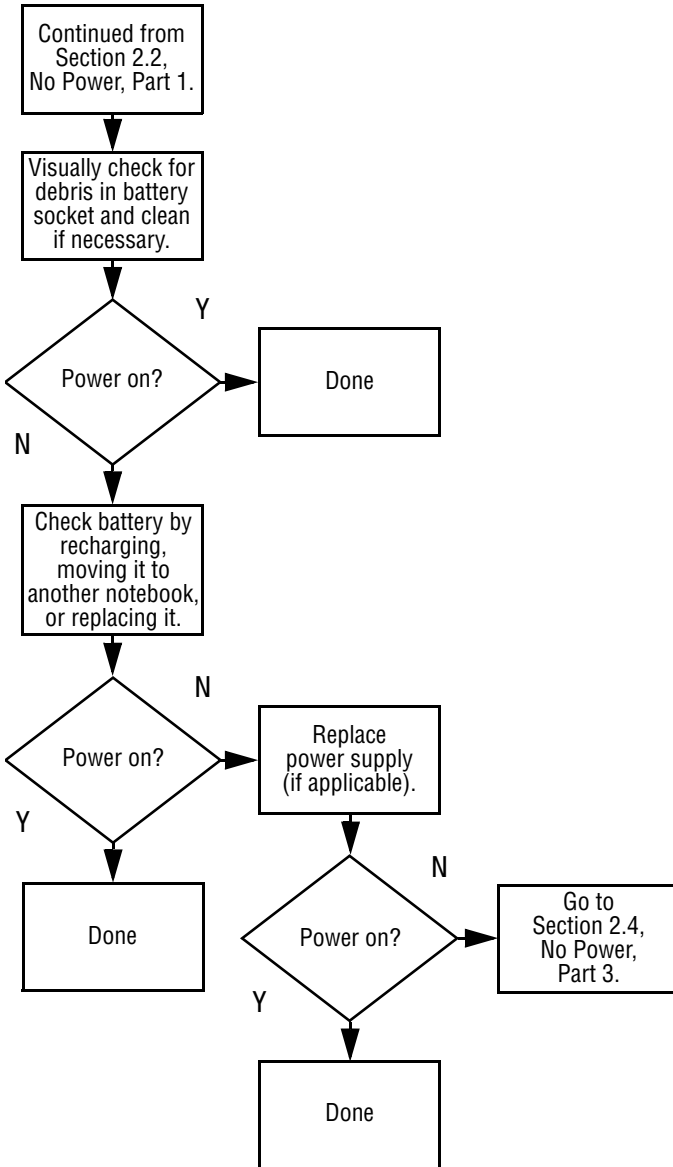 Continued from
Section 2.2,
No Power, Part 1.
Visually check for
debris in battery
socket and clean
if necessary.
Y
Power on?
Done
N
Check battery by
recharging,
moving it to
another notebook,
or replacing it.
N
Power on?
Replace
power supply
(if applicable).
Y
Done
N
Power on?
Go to
Section 2.4,
No Power,
Part 3.
Y
Done